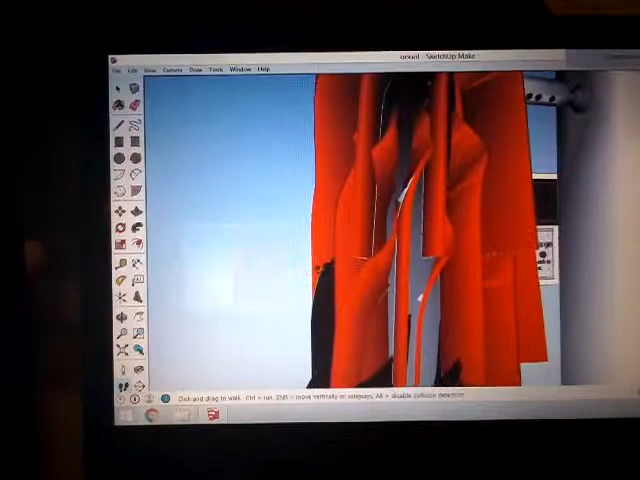 SketchUp Make
File Edit View Camera Draw Tools Window Help
Click and drag to walk. Ctrl = run, Shift = move vertically or sideways, Alt = disable collision detection